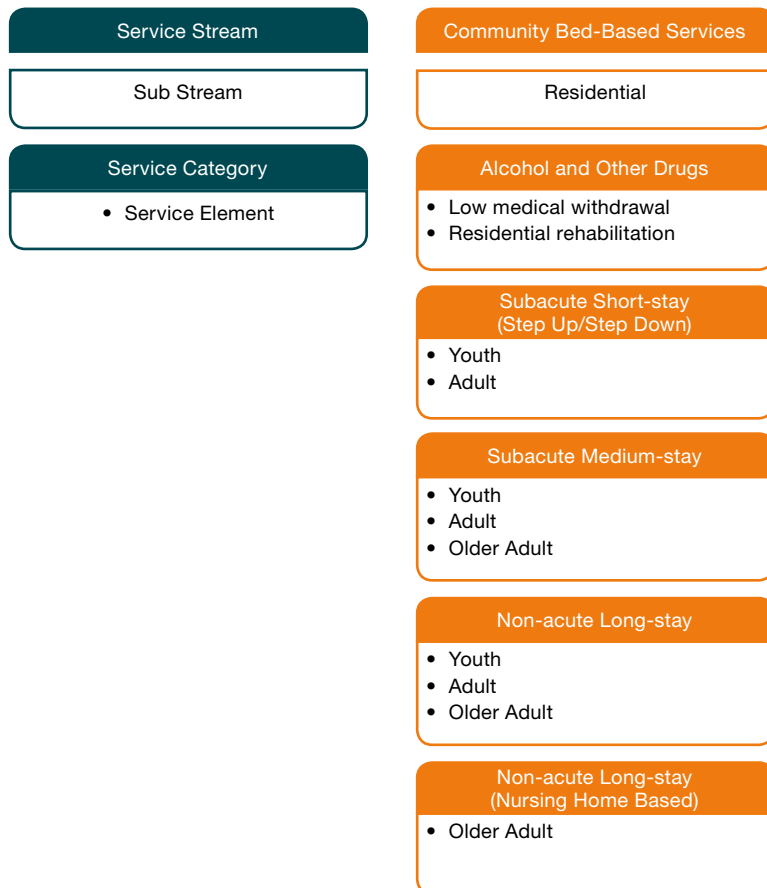 Service Stream
Sub Stream
Service Category
• Service Element
Community Bed-Based Services
Residential
Alcohol and Other Drugs
• Low medical withdrawal
• Residential rehabilitation
Subacute Short-stay
(Step Up/Step Down)
• Youth
• Adult
Subacute Medium-stay
• Youth
• Adult
• Older Adult
Non-acute Long-stay
• Youth
• Adult
• Older Adult
Non-acute Long-stay
(Nursing Home Based)
• Older Adult